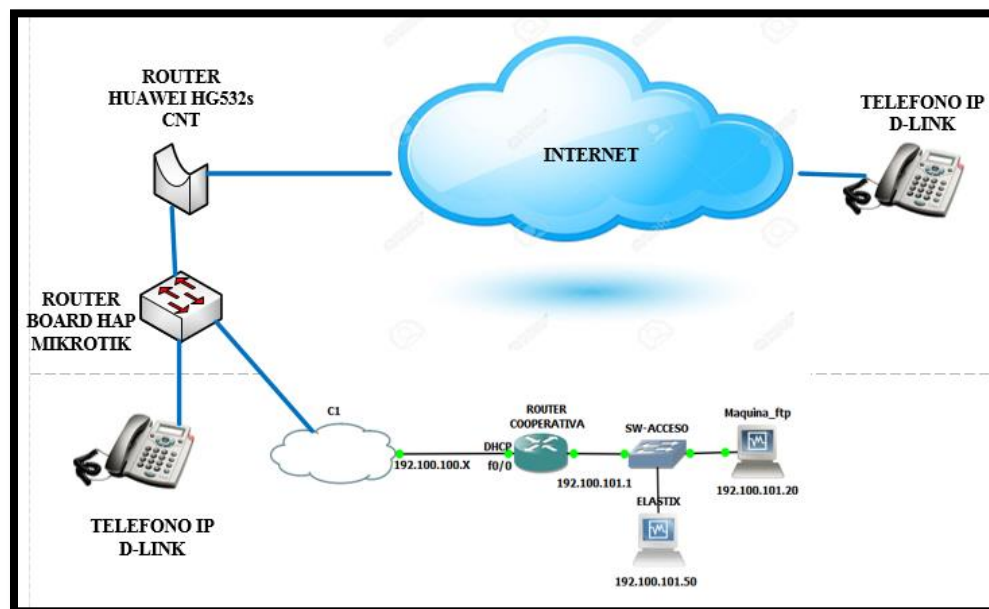 ROUTER
HUAWEI HG532s
CNT
INTERNET
TELEFONO IP
D-LINK
ROUTER
BOARD HAP
MIKROTIK
TELEFONO IP
D-LINK
C1
192.100.100.X
DHCP
f0/0
ROUTER
COOPERATIVA
192.100.101.1
SW-ACCESO
ELASTIX
192.100.101.50
Maquina_ftp
192.100.101.20